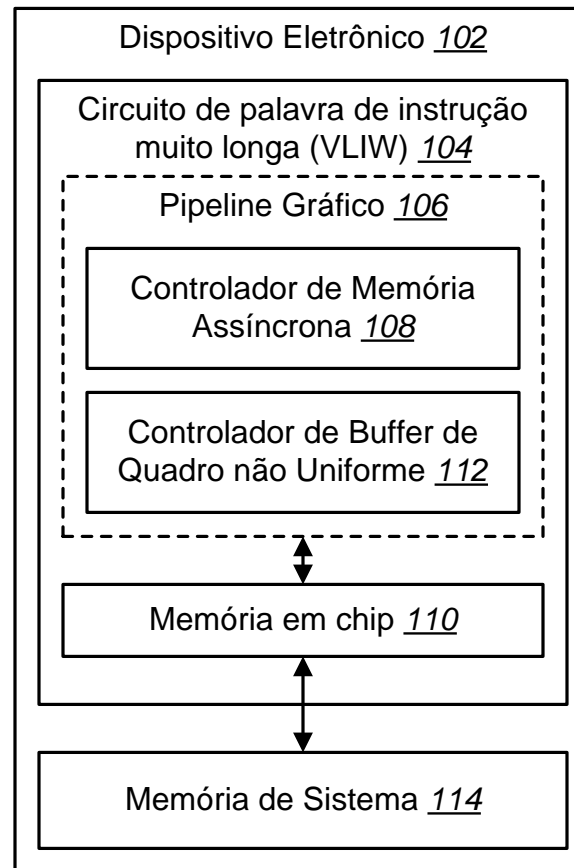 Dispositivo Eletrônico 102
Circuito de palavra de instrução
muito longa (VLIW) 104
Pipeline Gráfico 106
Controlador de Memória
Assíncrona 108
Controlador de Buffer de
Quadro não Uniforme 112
Memória em chip 110
Memória de Sistema 114